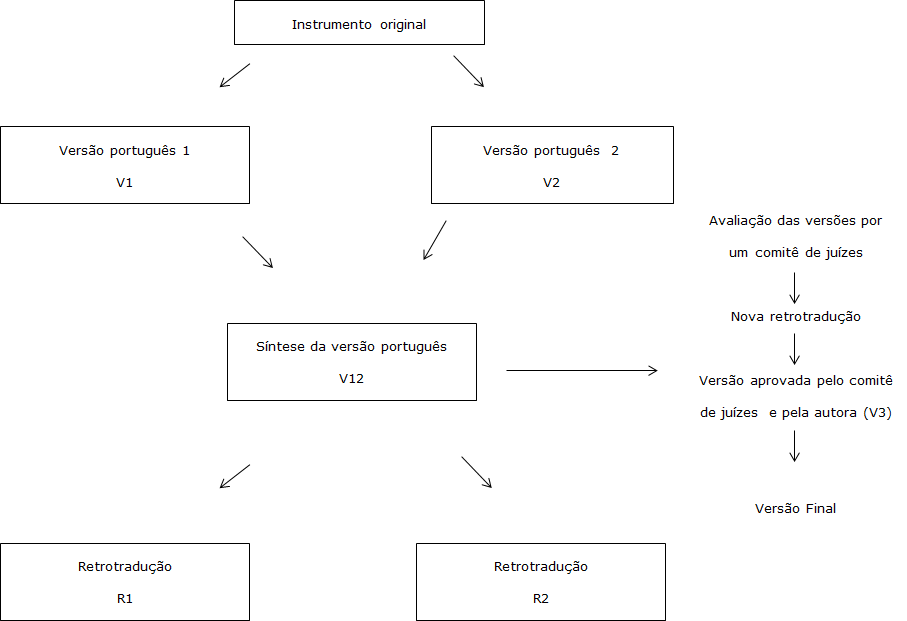 Instrumento original
Versão português 1
V1
Versão português 2
V2
Avaliação das versões por
um comitê de juízes
Nova retrotradução
Síntese da versão português
V12
Versão aprovada pelo comitê
de juízes e pela autora (V3)
Versão Final
Retrotradução
R1
Retrotradução
R2